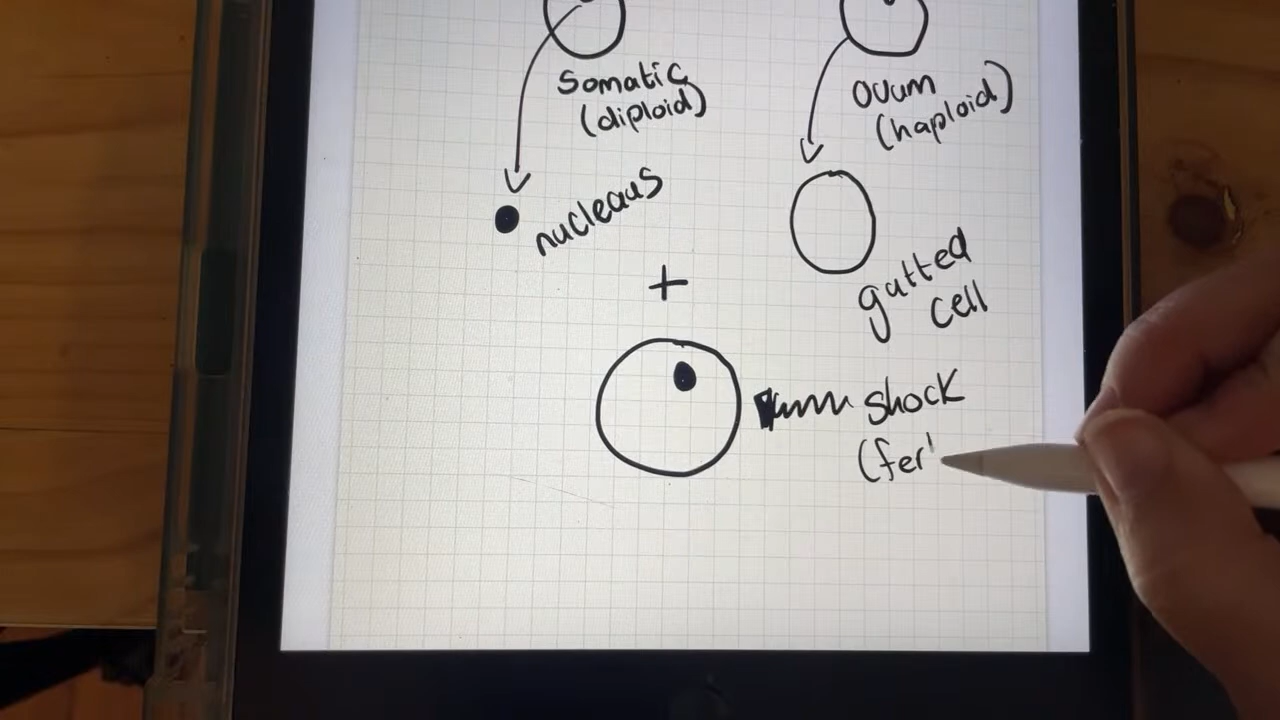 Somatic
(diploid)
Ovum
(haploid)
nucleaus
+
gutted
cell
shock
(fer